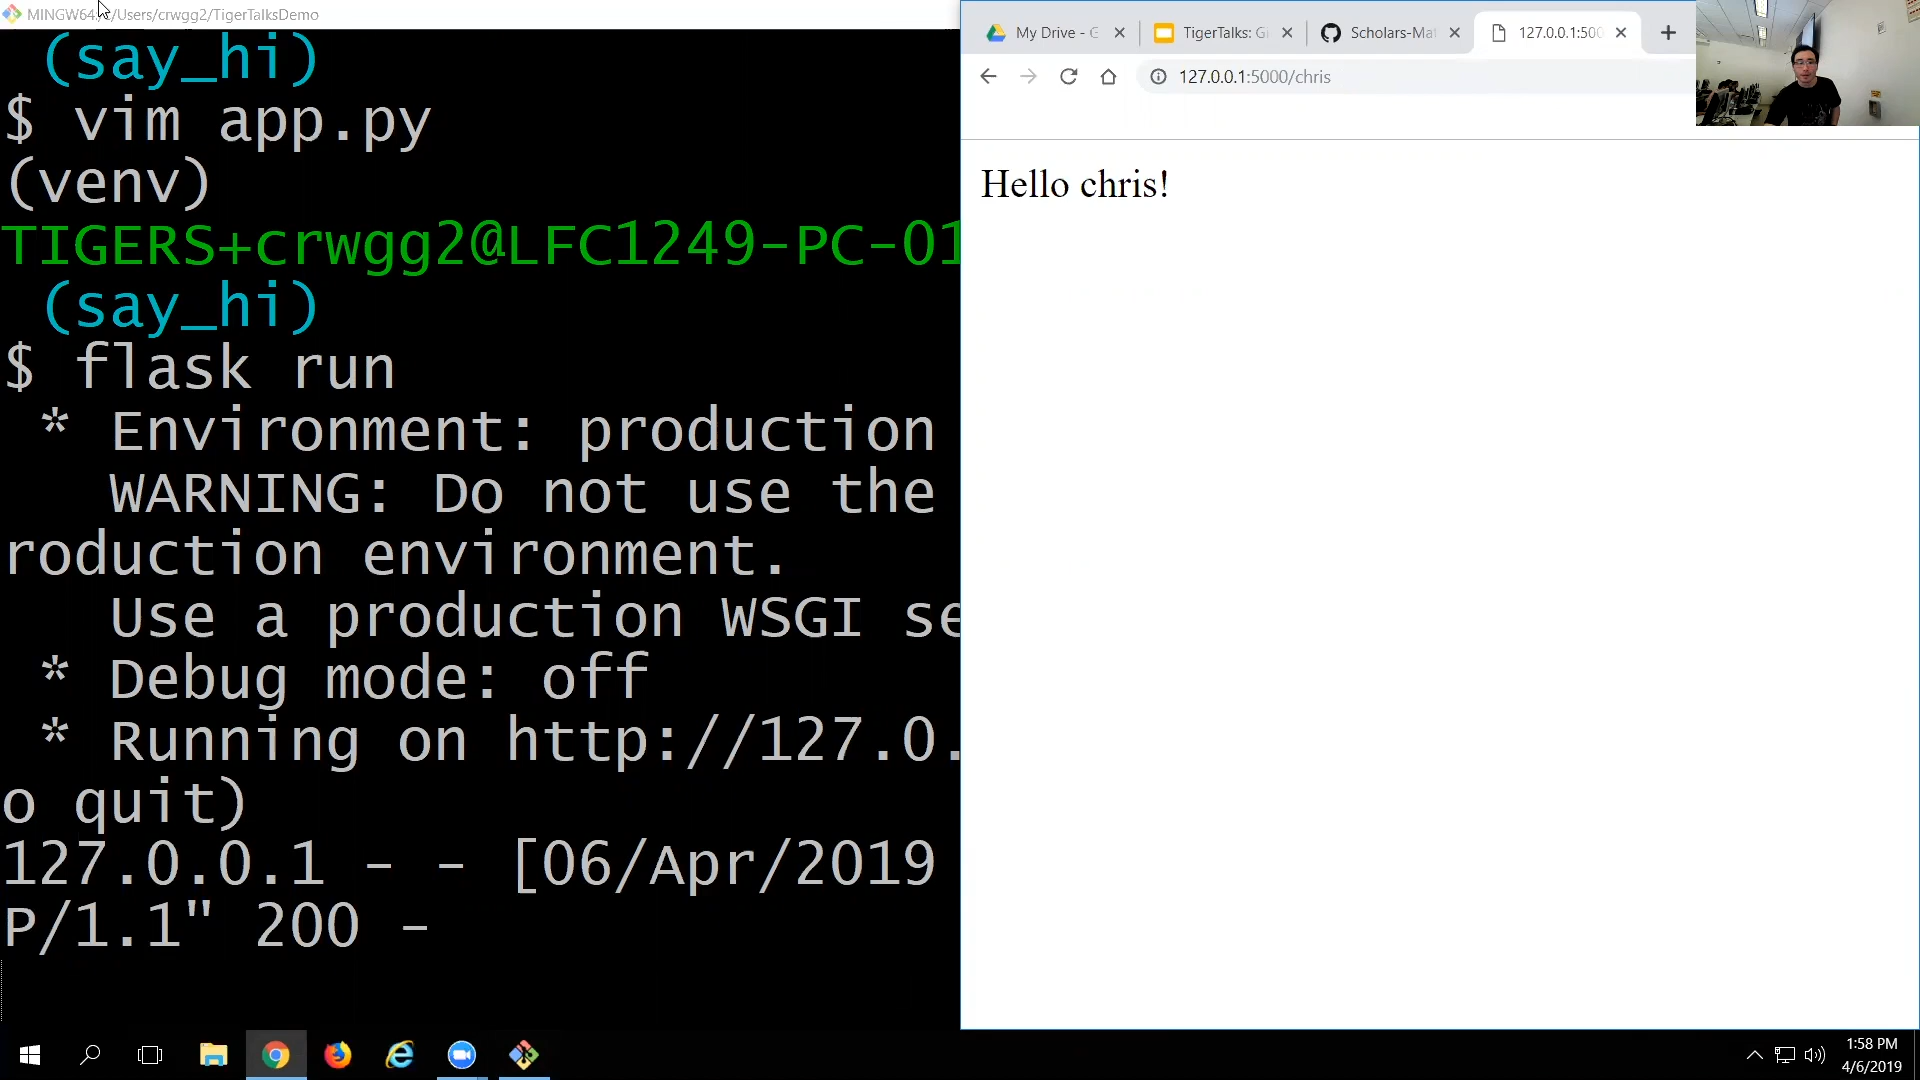 MINGW64:/c/Users/crwgg2/TigerTalksDemo
(say_hi)
$ vim app.py
(venv)
TIGERS+crwgg2@LFC1249-PC-01
(say_hi)
$ flask run
* Environment: production
WARNING: Do not use the
roduction environment.
Use a production WSGI se
* Debug mode: off
* Running on http://127.0.
o quit)
127.0.0.1 - - [06/Apr/2019
P/1.1" 200 -
My Drive - G
TigerTalks: Gi
Scholars-Mat
127.0.0.1:500
127.0.0.1:5000/chris
Hello chris!
1:58 PM
4/6/2019